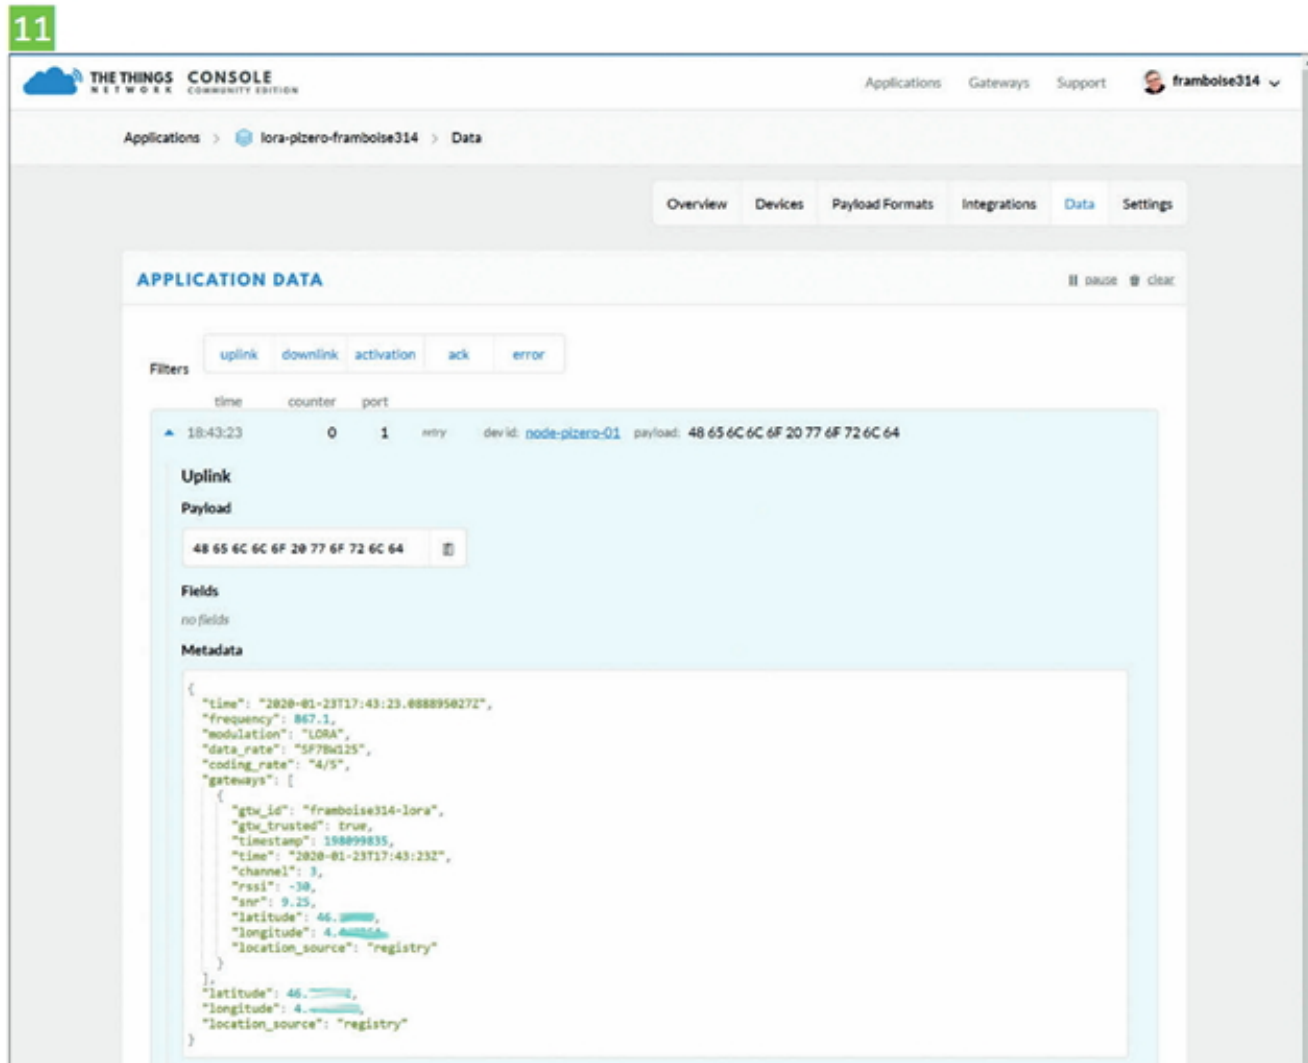 11
THE THINGS NETWORK CONSOLE COMMUNITY EDITION
Applications Gateways Support framboise314
Applications > lora-pizero-framboise314 > Data
Overview Devices Payload Formats Integrations Data Settings
APPLICATION DATA
pause clear
Filters uplink downlink activation ack error
time counter port
18:43:23 0 1 retry dev id: node-pizero-01 payload: 48 65 6C 6C 6F 20 77 6F 72 6C 64
Uplink
Payload
48 65 6C 6C 6F 20 77 6F 72 6C 64
Fields
no fields
Metadata
{
"time": "2020-01-23T17:43:23.088895027Z",
"frequency": 867.1,
"modulation": "LORA",
"data_rate": "SF7BW125",
"coding_rate": "4/5",
"gateways": [
{
"gtw_id": "framboise314-lora",
"gtw_trusted": true,
"timestamp": 198099835,
"time": "2020-01-23T17:43:23Z",
"channel": 3,
"rssi": -30,
"snr": 9.25,
"latitude": 46.
"longitude": 4.
"location_source": "registry"
}
],
"latitude": 46.
"longitude": 4.
"location_source": "registry"
}